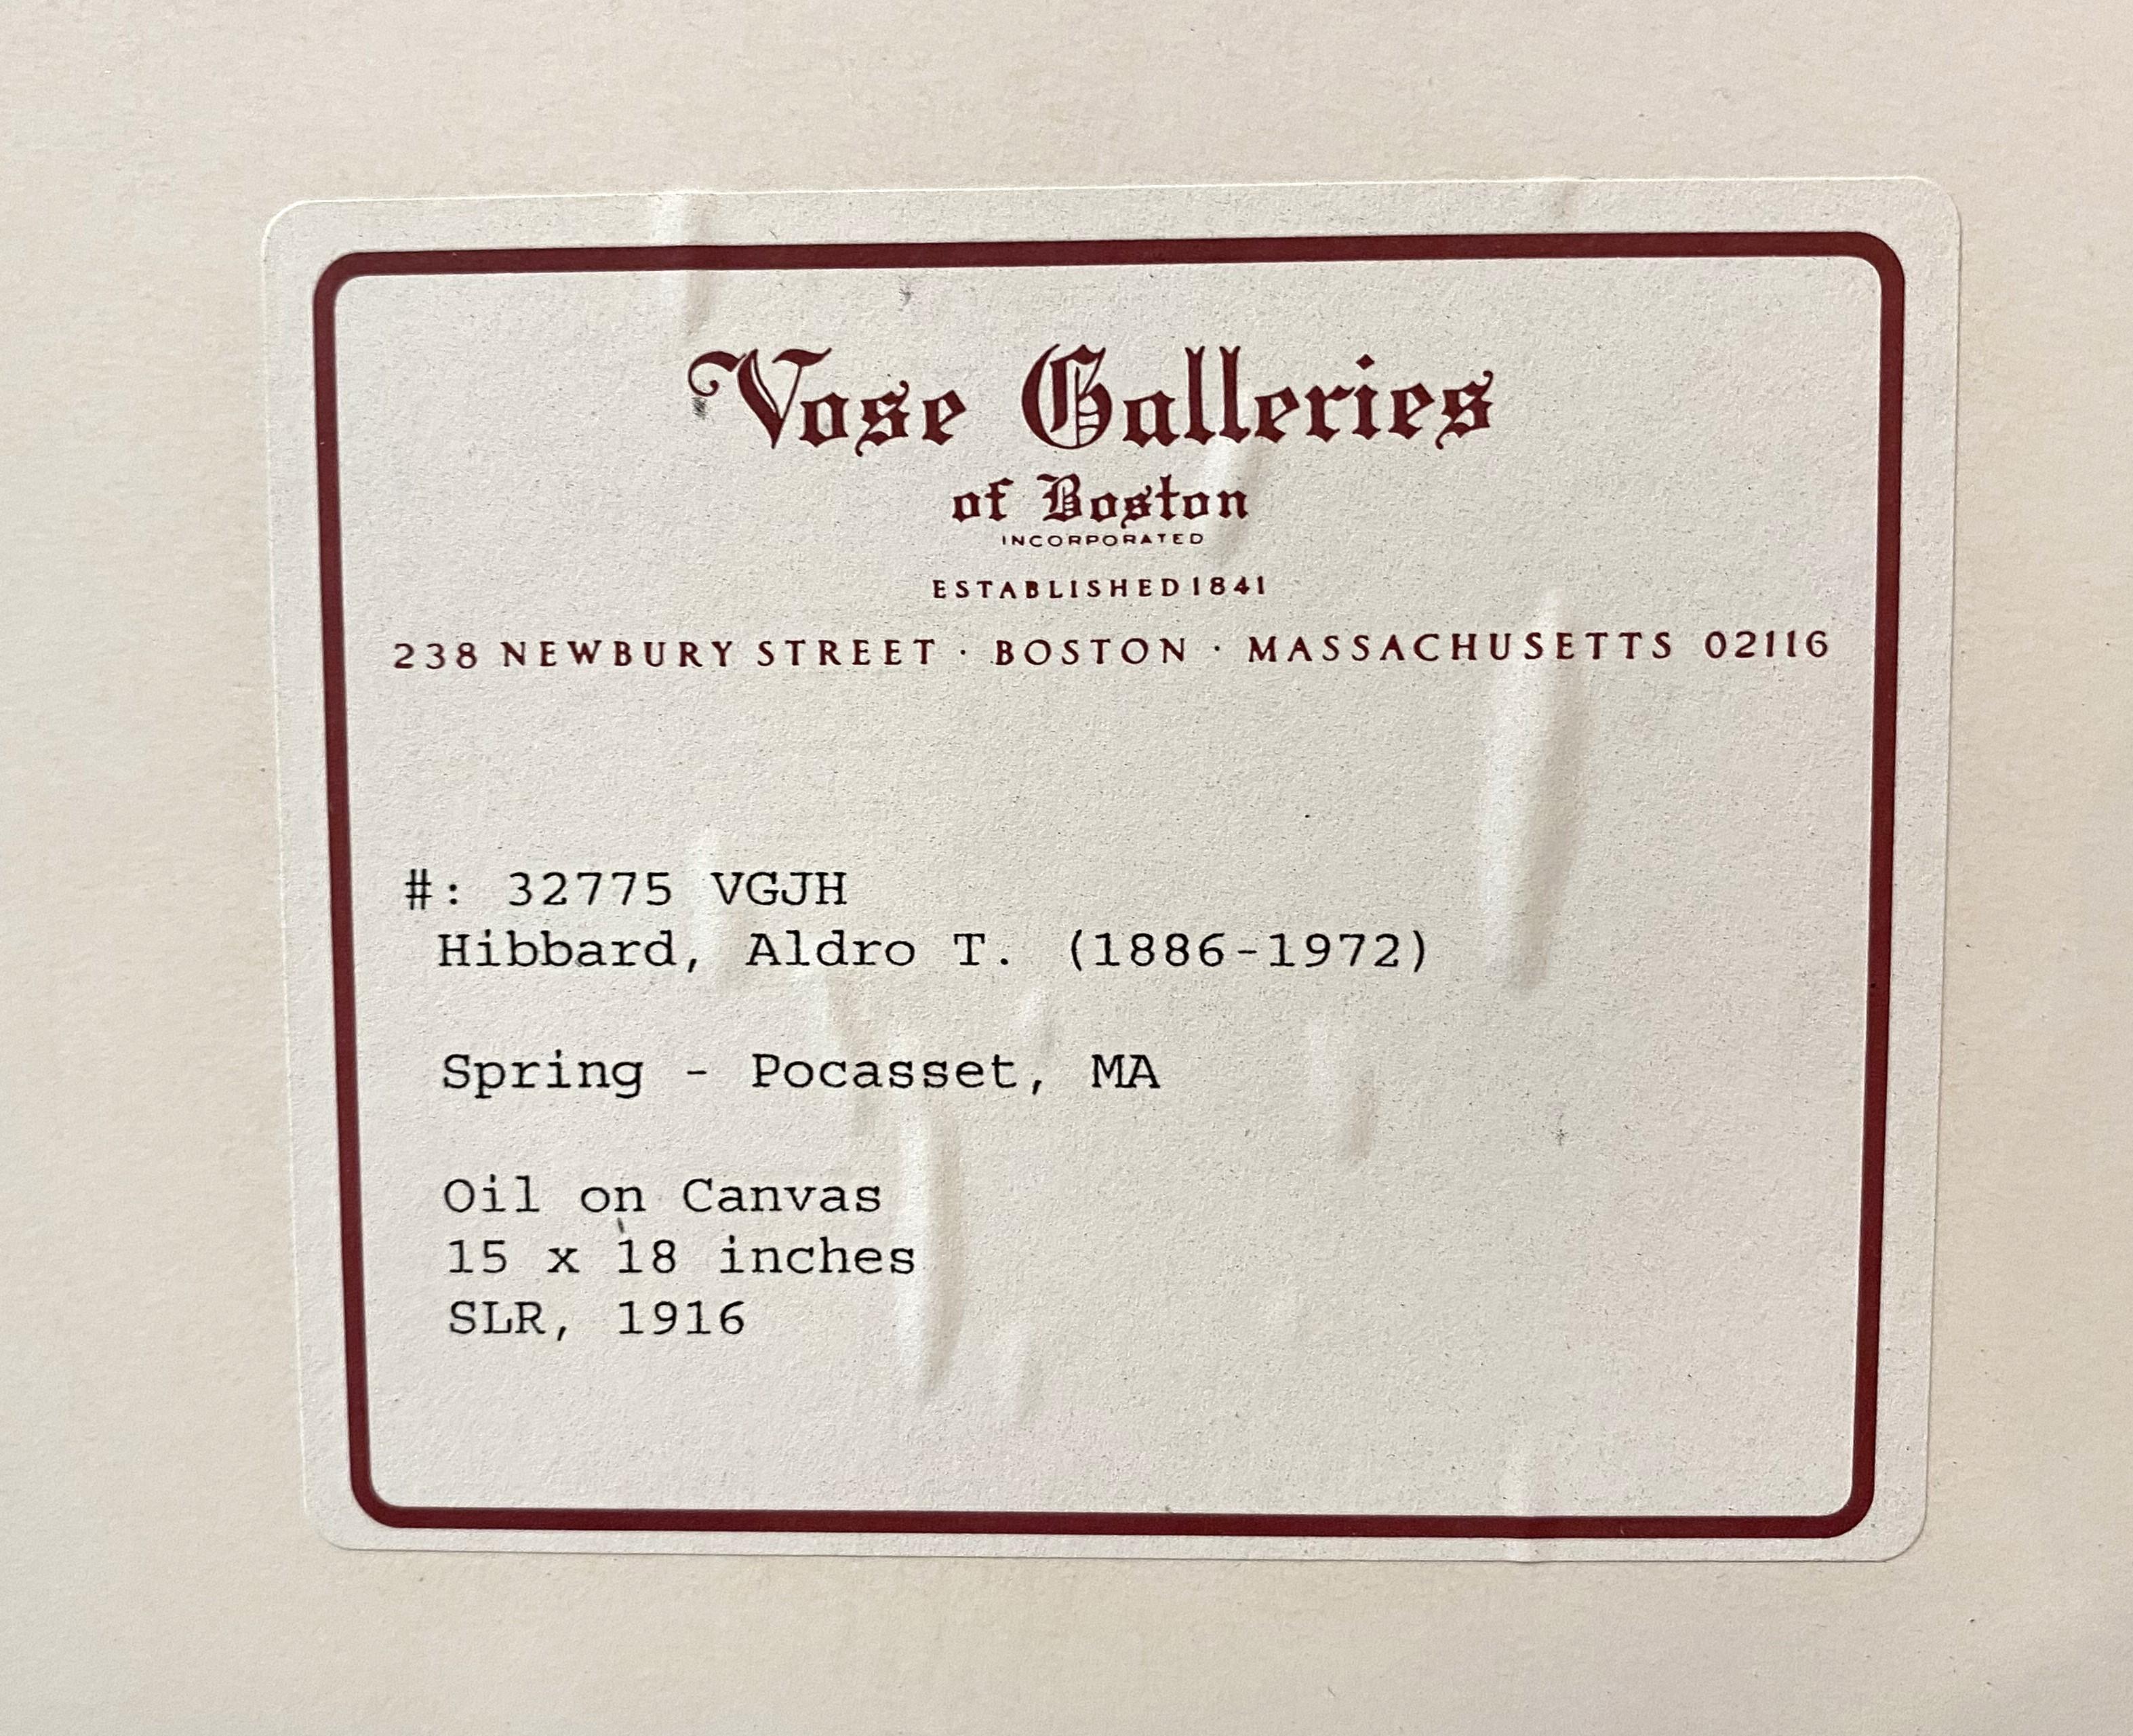 Vose Galleries
of Boston
INCORPORATED
ESTABLISHED 1841
238 NEWBURY STREET · BOSTON · MASSACHUSETTS 02116
#: 32775 VGJH
Hibbard, Aldro T. (1886-1972)
Spring - Pocasset, MA
Oil on Canvas
15 x 18 inches
SLR, 1916